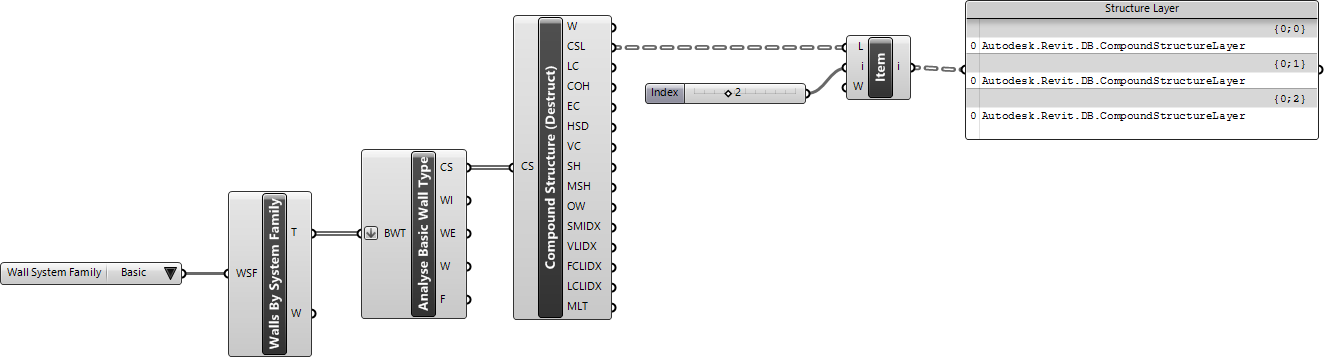 Wall System Family
Basic
WSF
Walls By System Family
T
W
BWT
Analyse Basic Wall Type
CS
WI
WE
W
F
CS
Compound Structure (Destruct)
W
CSL
LC
COH
EC
HSD
VC
SH
MSH
OW
SMIDX
VLIDX
FCLIDX
LCLIDX
MLT
Index
2
L
i
W
Item
i
Structure Layer
{0;0}
0 Autodesk.Revit.DB.CompoundStructureLayer
{0;1}
0 Autodesk.Revit.DB.CompoundStructureLayer
{0;2}
0 Autodesk.Revit.DB.CompoundStructureLayer